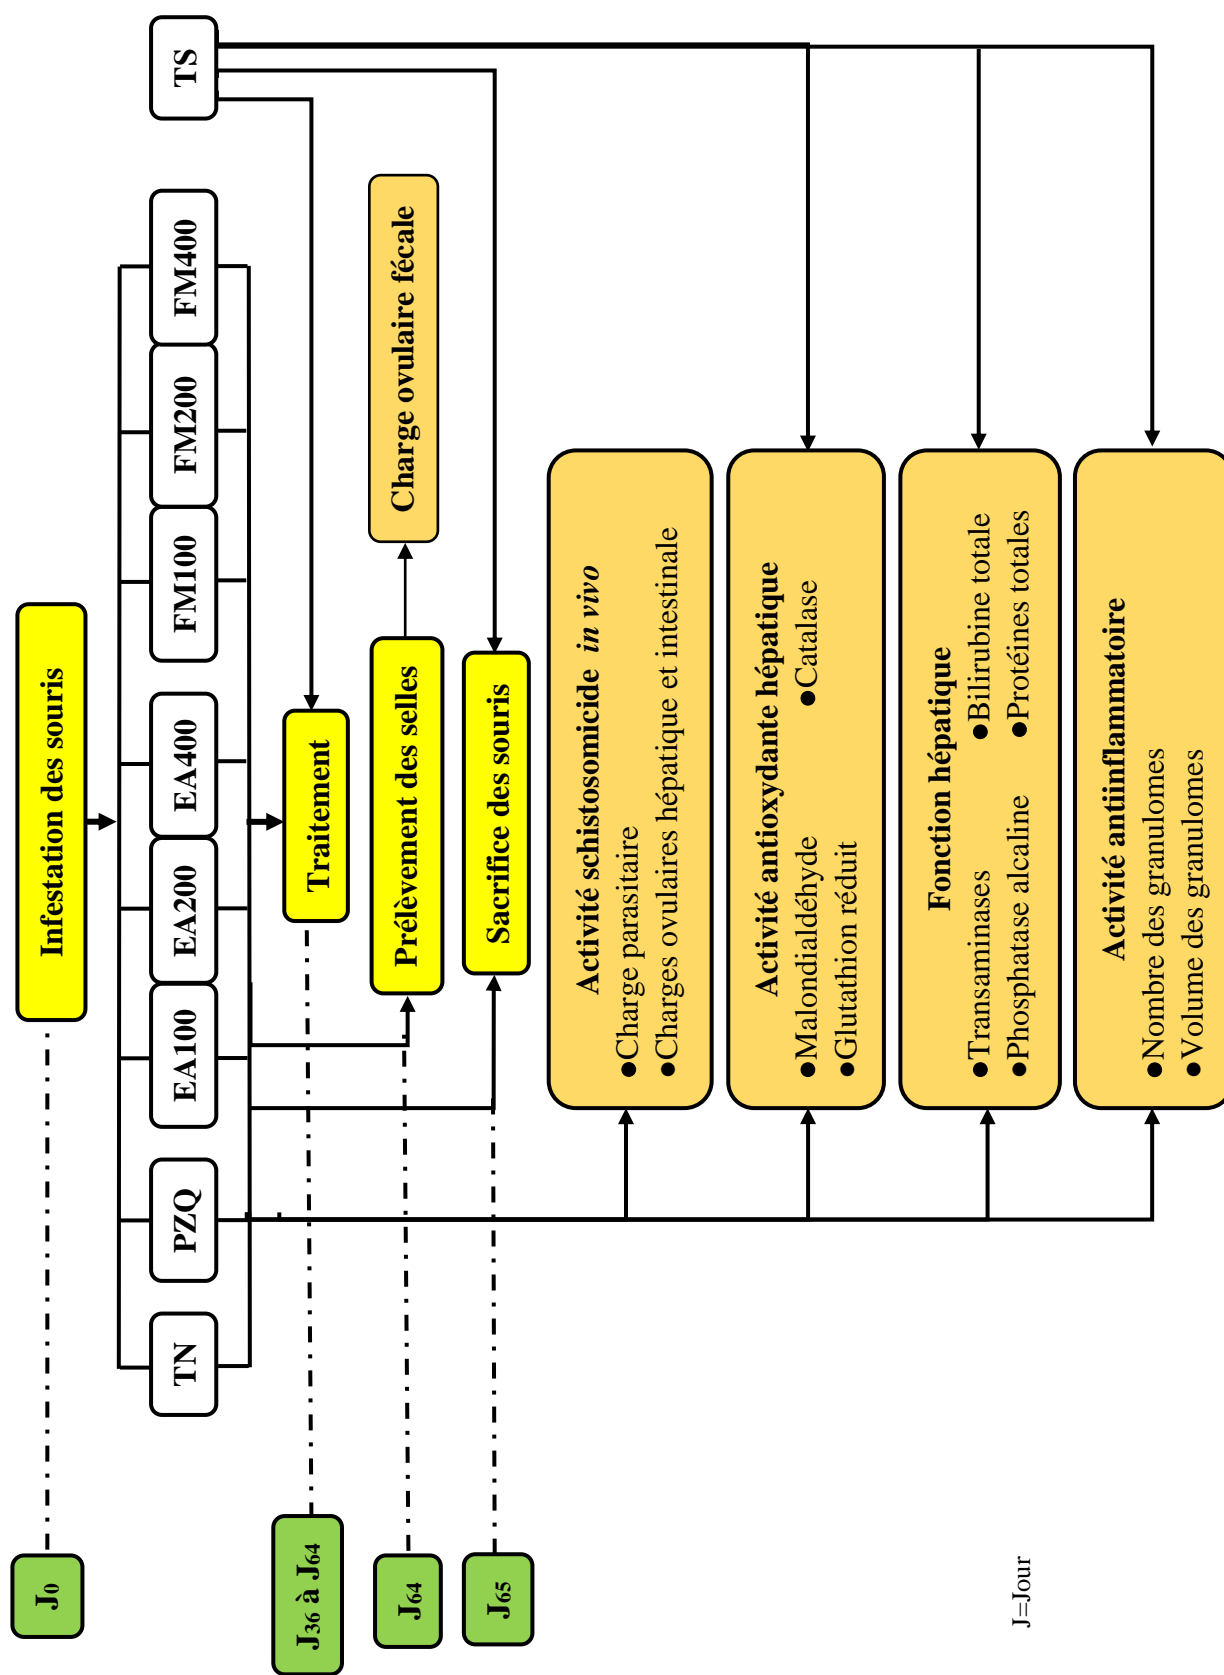 J0
Infestation des souris
TN
PZQ
EA100
EA200
EA400
FM100
FM200
FM400
TS
J36 à J64
Traitement
J64
Prélèvement des selles
Charge ovulaire fécale
J65
Sacrifice des souris
Activité schistosomicide in vivo
●Charge parasitaire
●Charges ovulaires hépatique et intestinale
Activité antioxydante hépatique
●Malondialdéhyde ●Catalase
●Glutathion réduit
Fonction hépatique
●Transaminases ●Bilirubine totale
●Phosphatase alcaline ●Protéines totales
Activité antiinflammatoire
●Nombre des granulomes
●Volume des granulomes
J=Jour